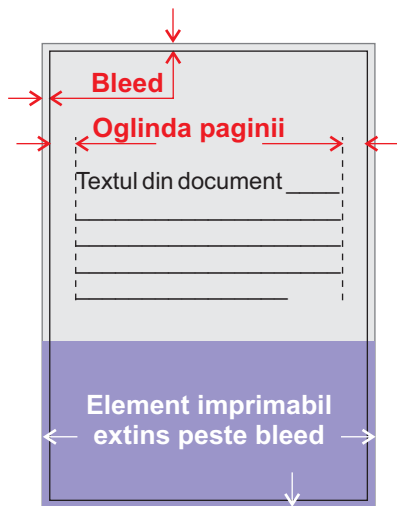 Bleed
Oglinda paginii
Textul din document
Element imprimabil
extins peste bleed